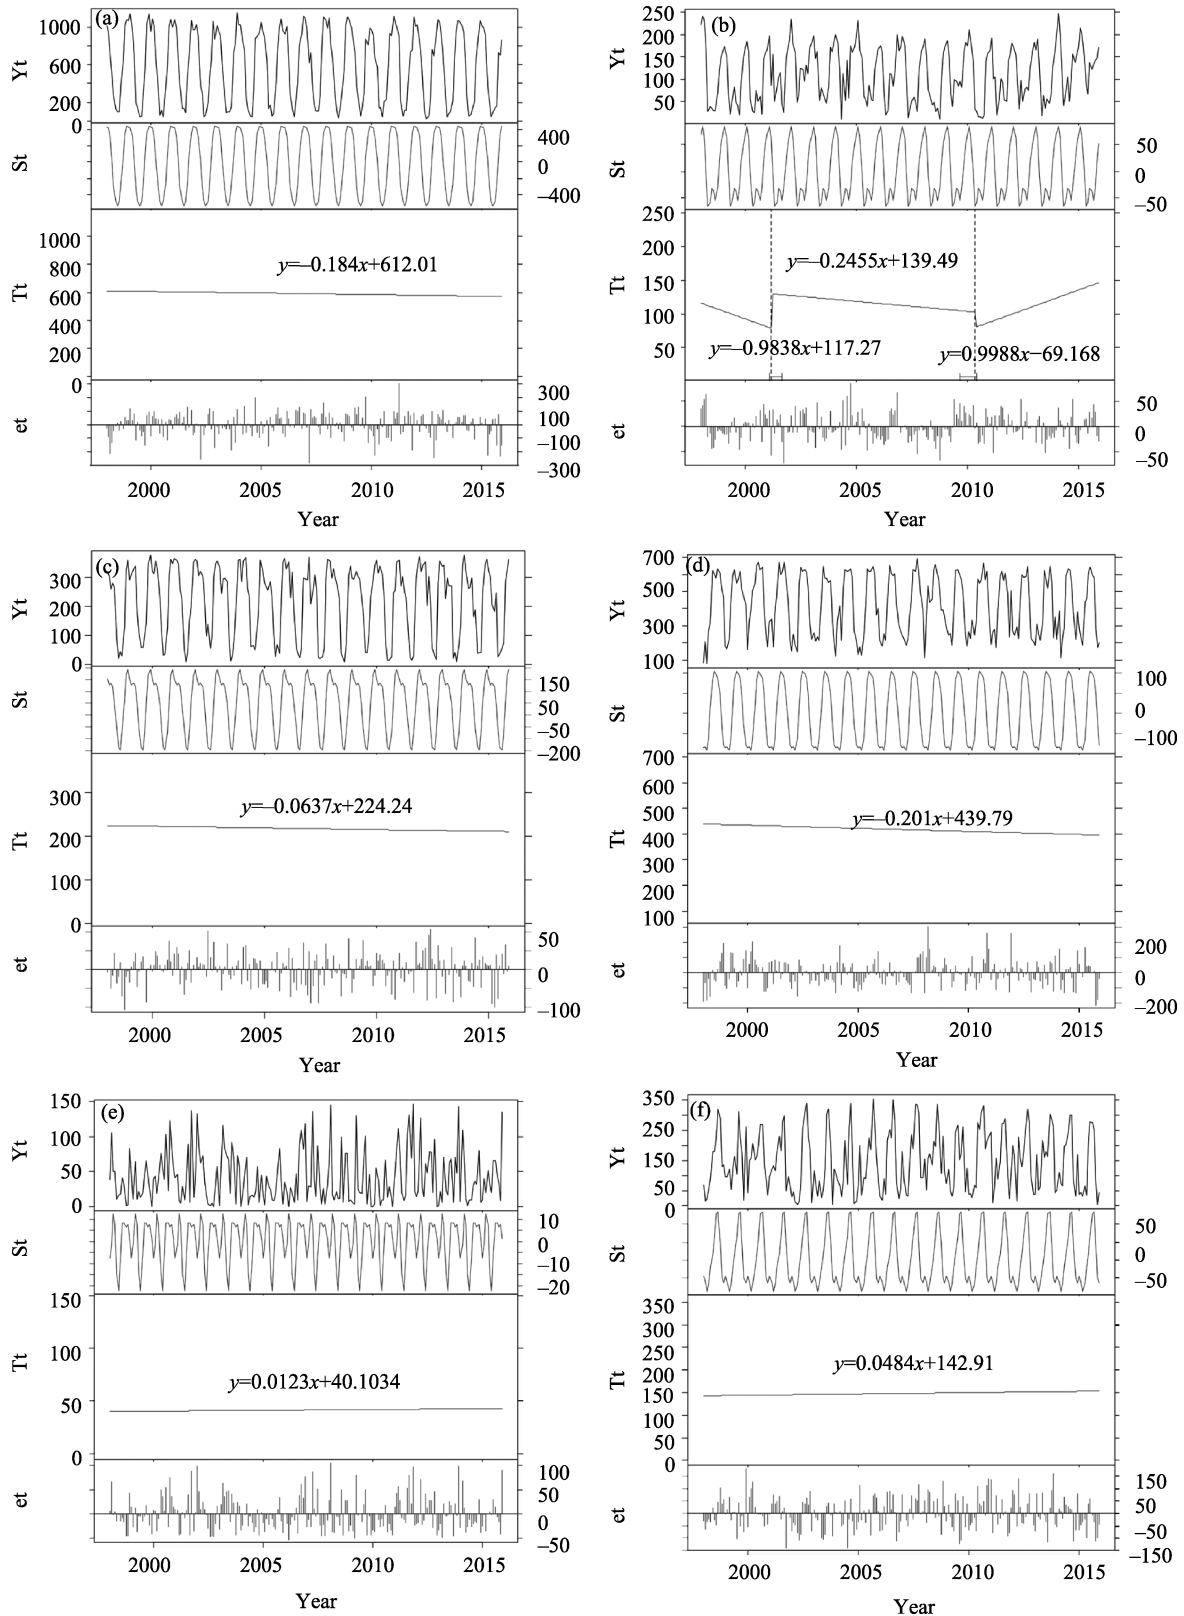 (a)
Yt
1000
600
200
0
St
400
0
−400
Tt
1000
800
600
400
200
0
y=−0.184x+612.01
et
300
100
−100
−300
2000 2005 2010 2015
Year
(b)
Yt
250
200
150
100
50
St
50
0
−50
Tt
250
200
150
100
50
y=−0.2455x+139.49
y=−0.9838x+117.27
y=0.9988x−69.168
et
50
0
−50
2000 2005 2010 2015
Year
(c)
Yt
300
200
100
0
St
150
50
−50
−200
Tt
300
200
100
0
y=−0.0637x+224.24
et
50
0
−100
2000 2005 2010 2015
Year
(d)
Yt
700
500
300
100
St
100
0
−100
Tt
700
600
500
400
300
200
100
y=−0.201x+439.79
et
200
0
−200
2000 2005 2010 2015
Year
(e)
Yt
150
100
50
0
St
10
0
−10
−20
Tt
150
100
50
0
y=0.0123x+40.1034
et
100
50
0
−50
2000 2005 2010 2015
Year
(f)
Yt
350
250
150
50
0
St
50
0
−50
Tt
350
300
250
200
150
100
50
0
y=0.0484x+142.91
et
150
50
−50
−150
2000 2005 2010 2015
Year